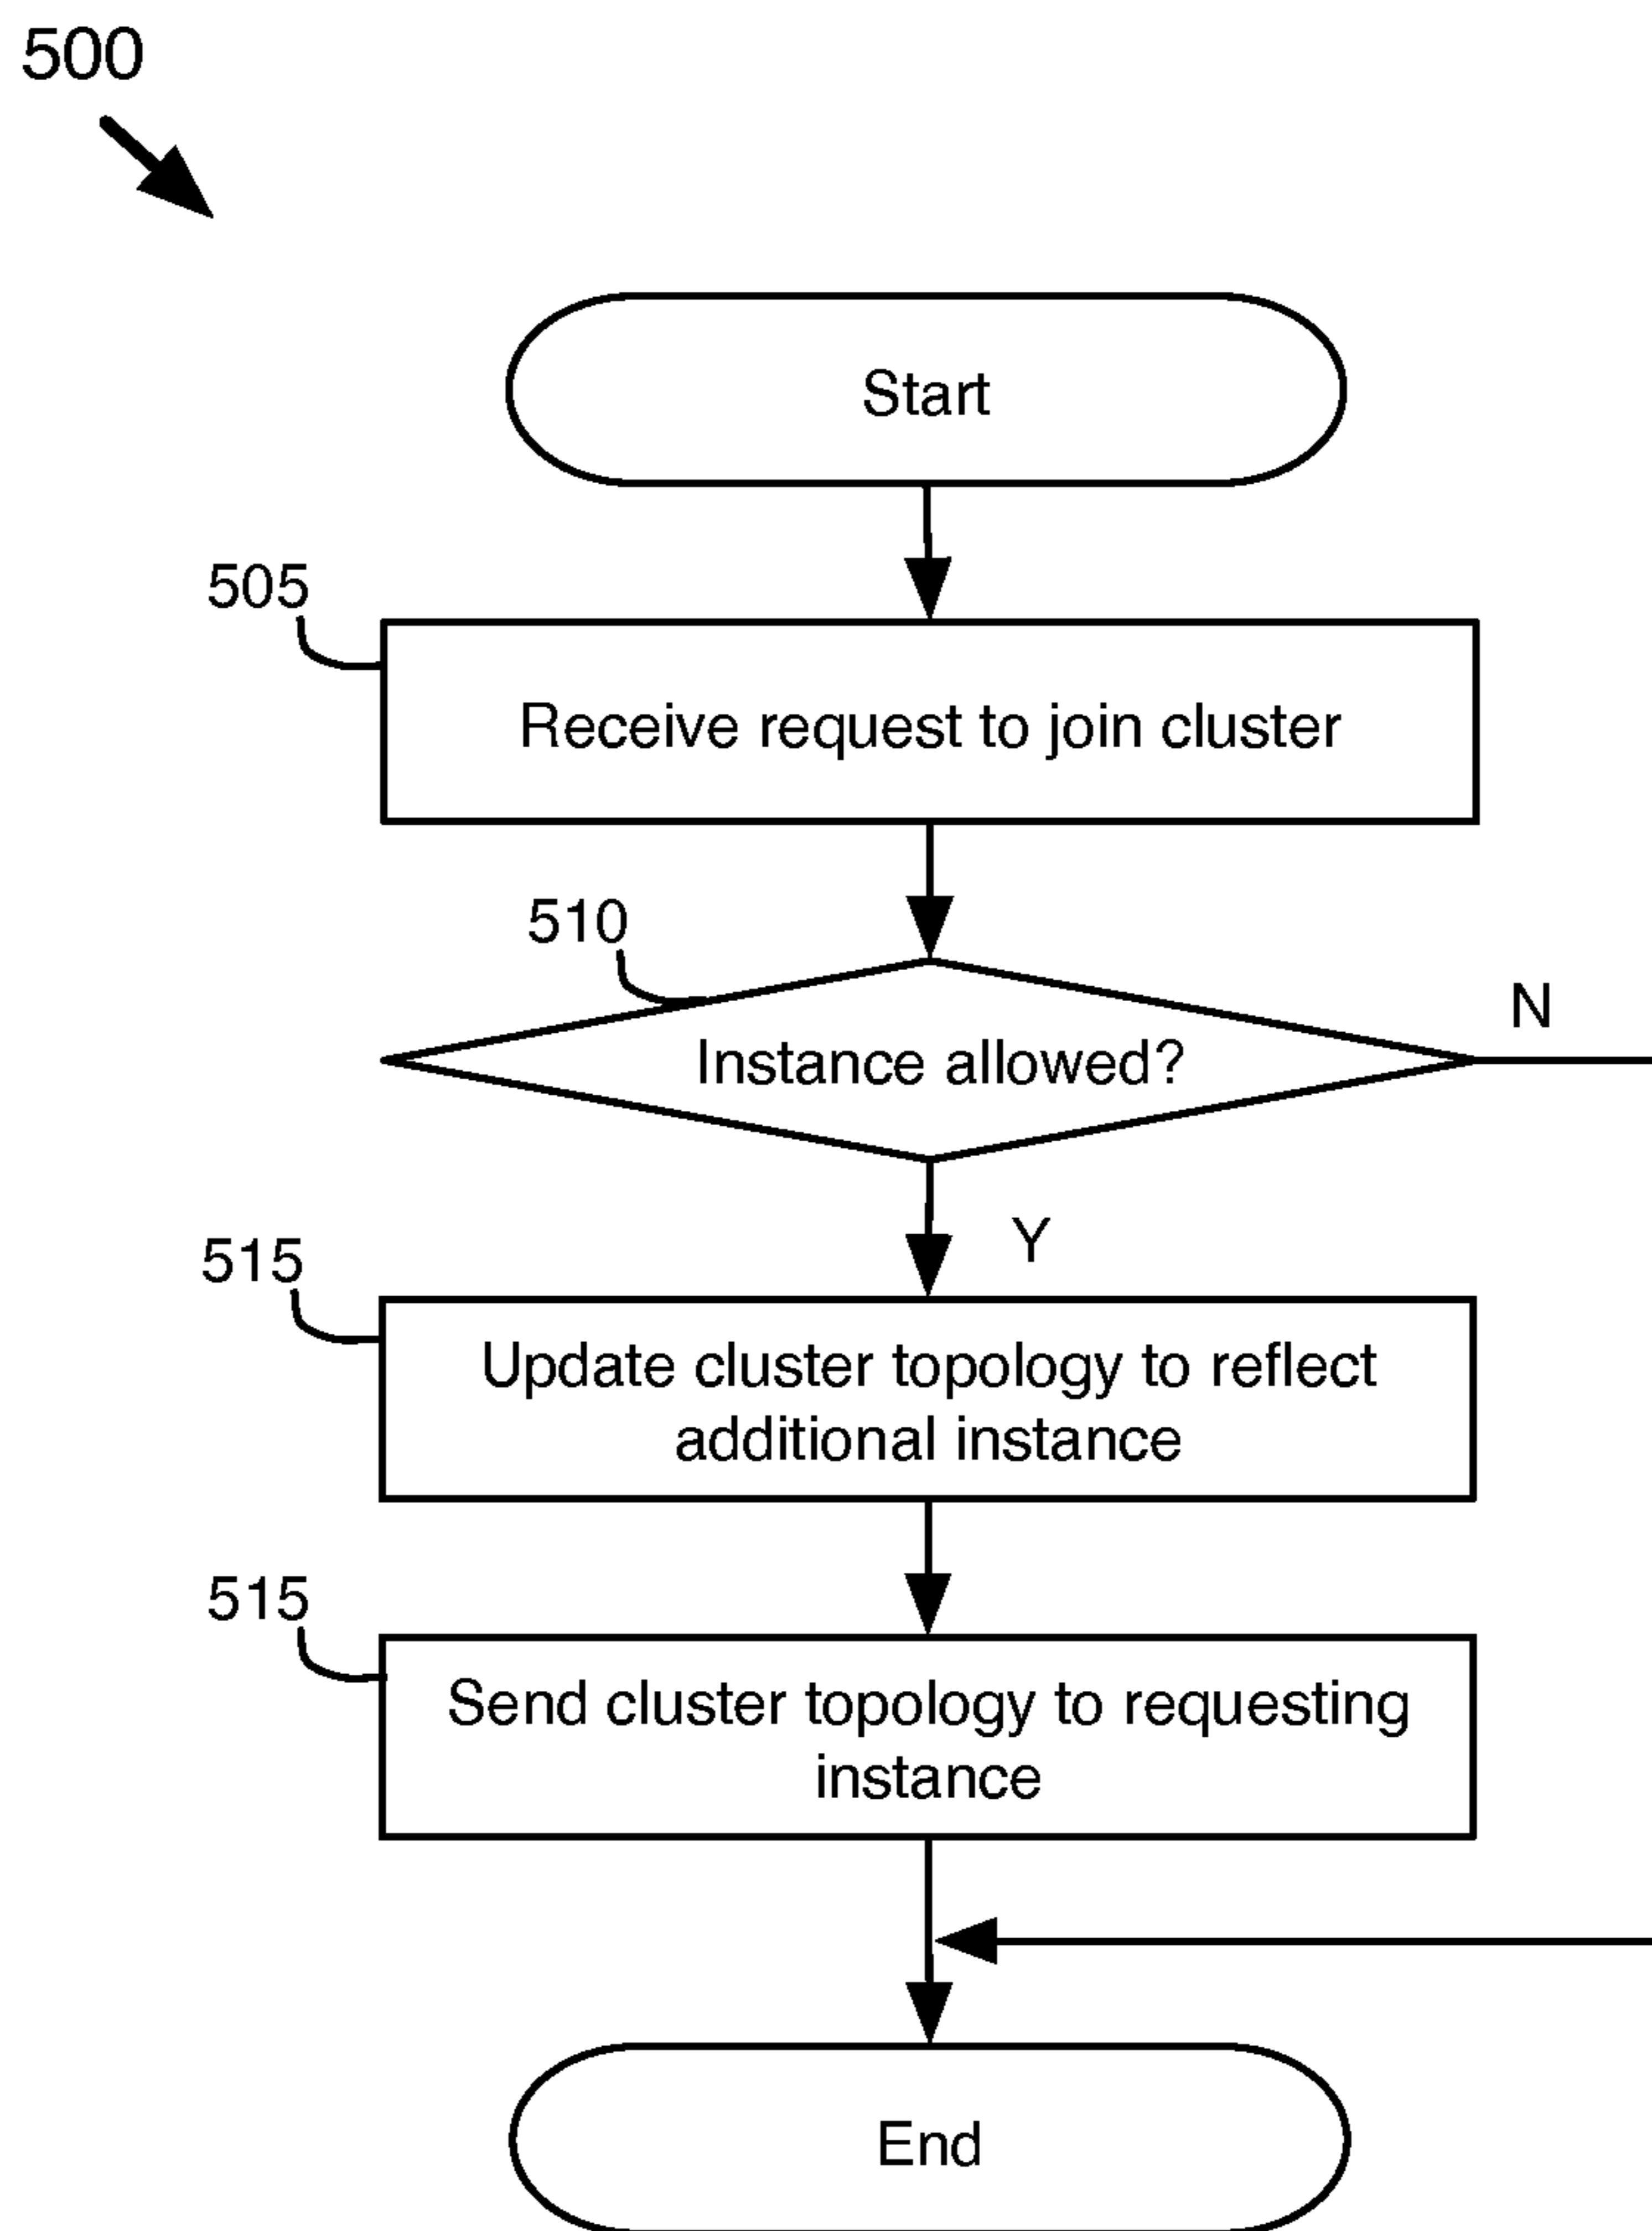 500
Start
505
Receive request to join cluster
510
Instance allowed?
N
Y
515
Update cluster topology to reflect
additional instance
515
Send cluster topology to requesting
instance
End